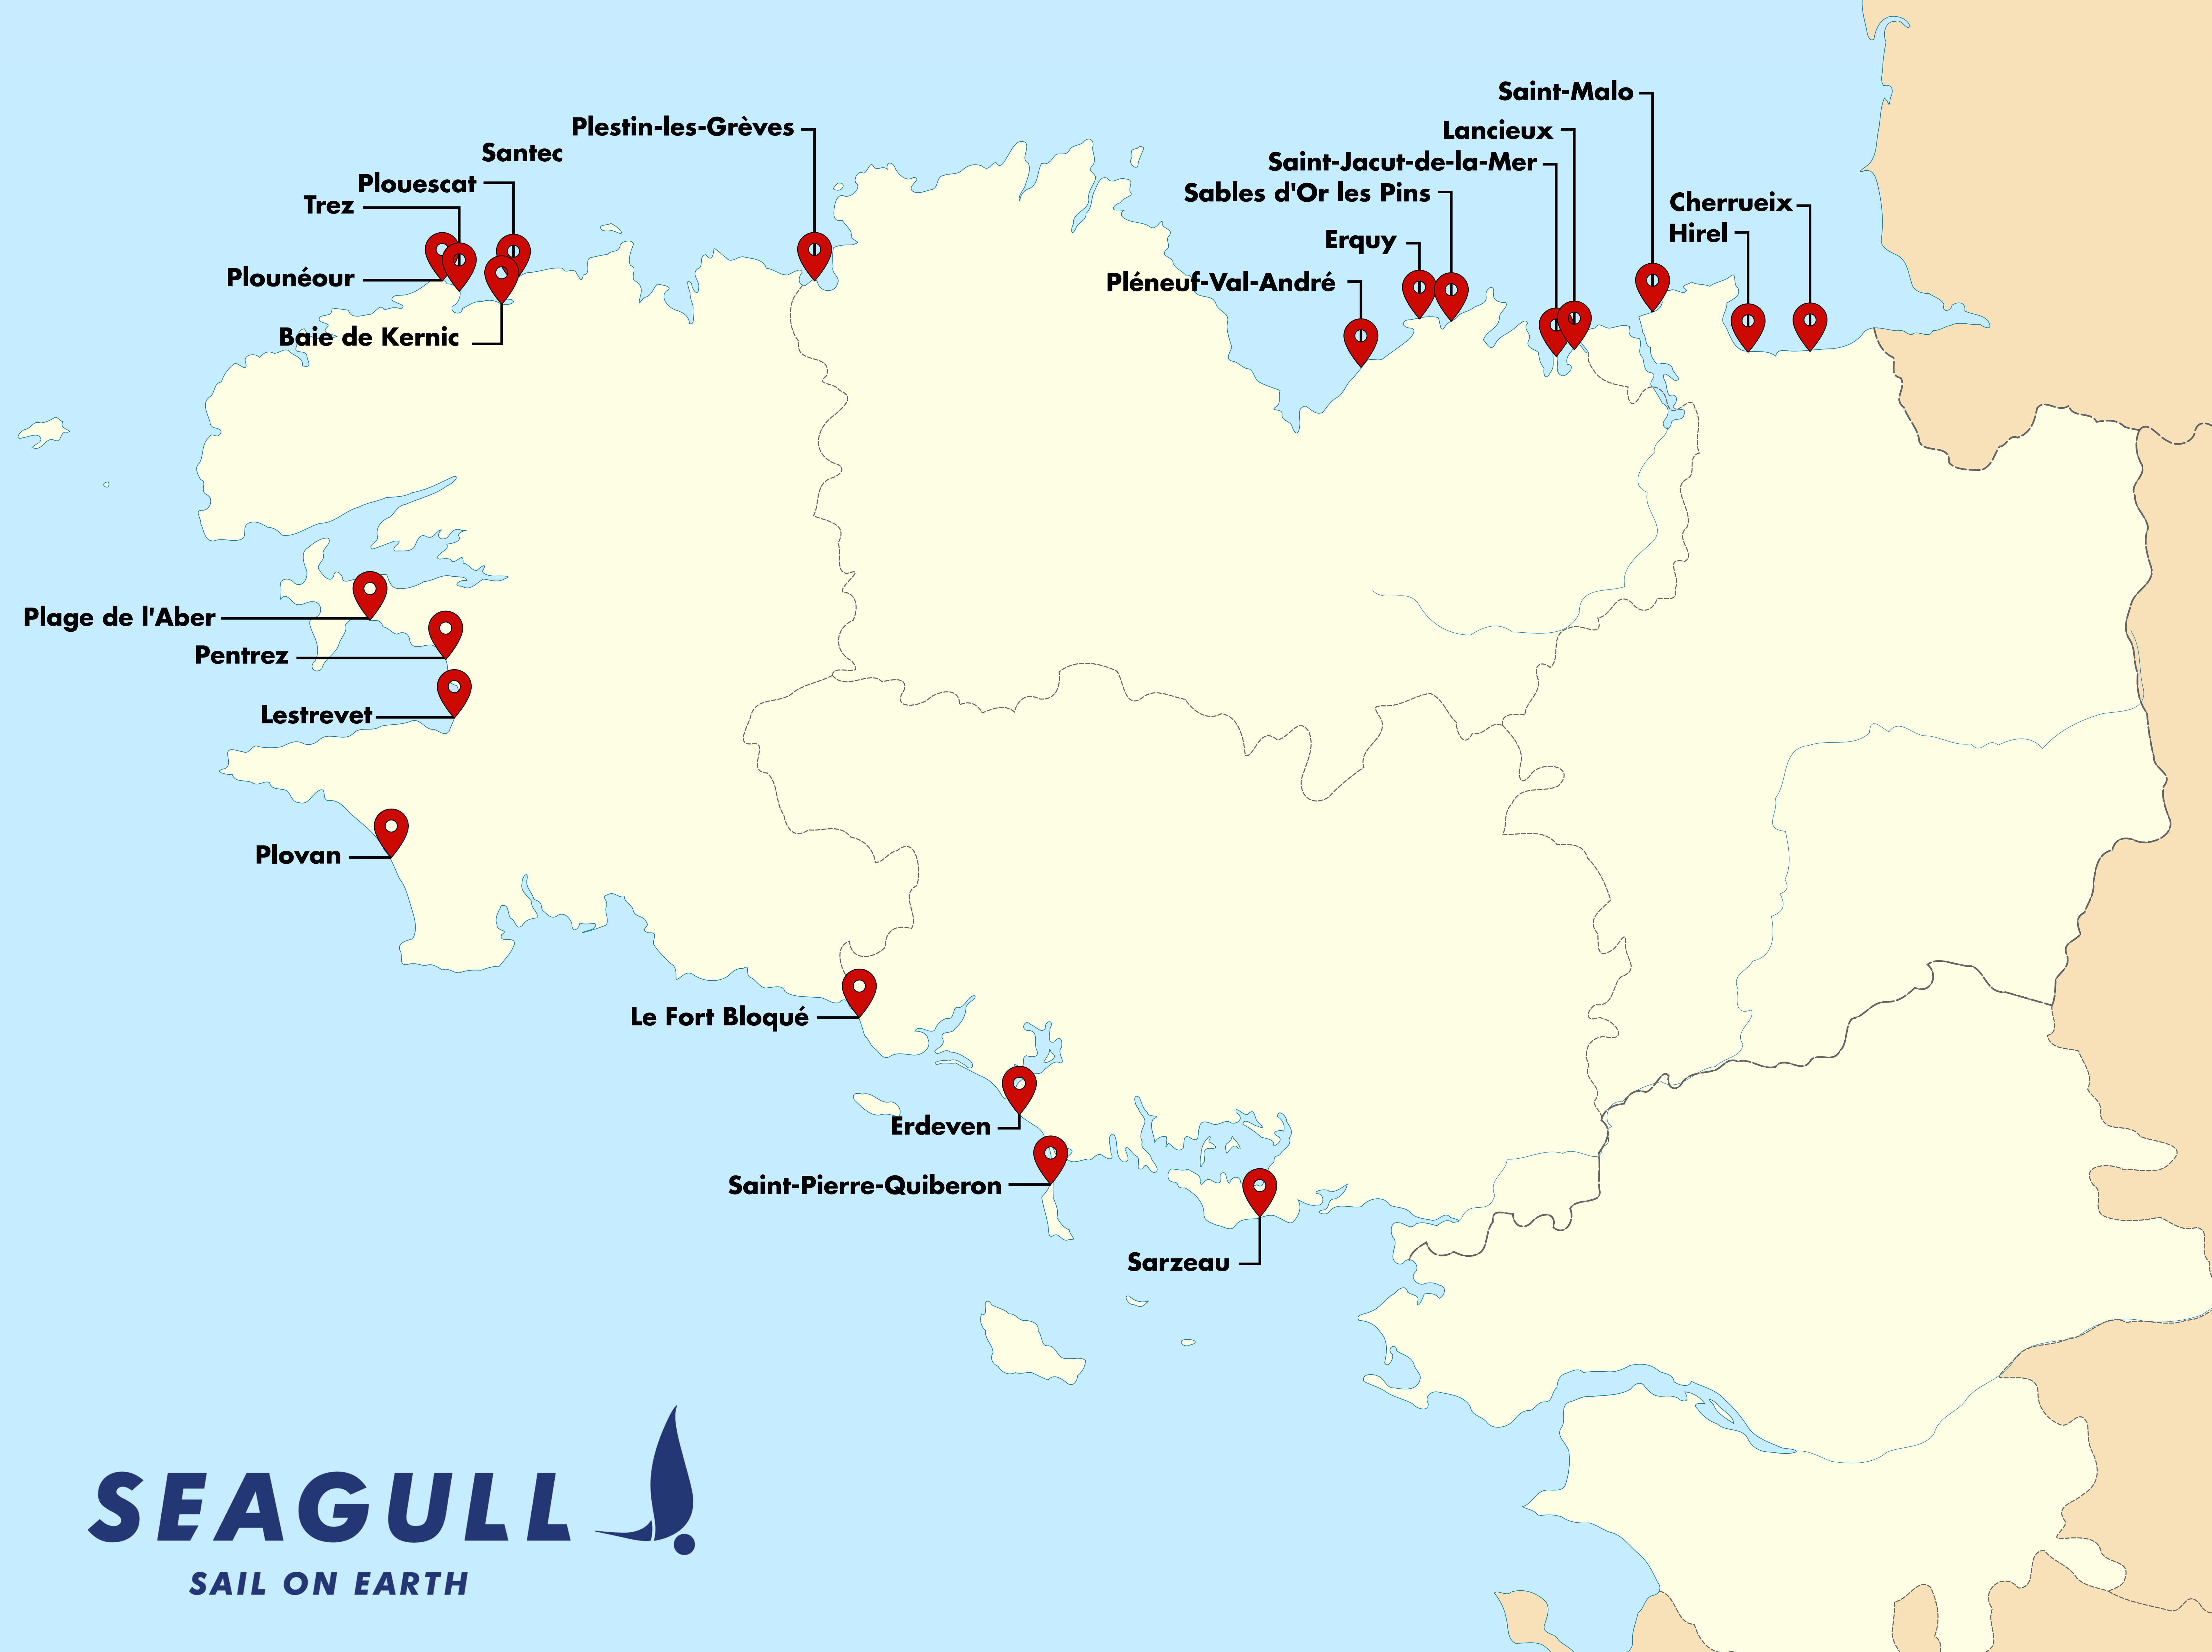 Saint-Malo
Plestin-les-Grèves
Lancieux
Santec
Saint-Jacut-de-la-Mer
Plouescat
Sables d'Or les Pins
Trez
Cherrueix
Hirel
Erquy
Plounéour
Pléneuf-Val-André
Baie de Kernic
Plage de l'Aber
Pentrez
Lestrevet
Plovan
Le Fort Bloqué
Erdeven
Saint-Pierre-Quiberon
Sarzeau
SEAGULL
SAIL ON EARTH